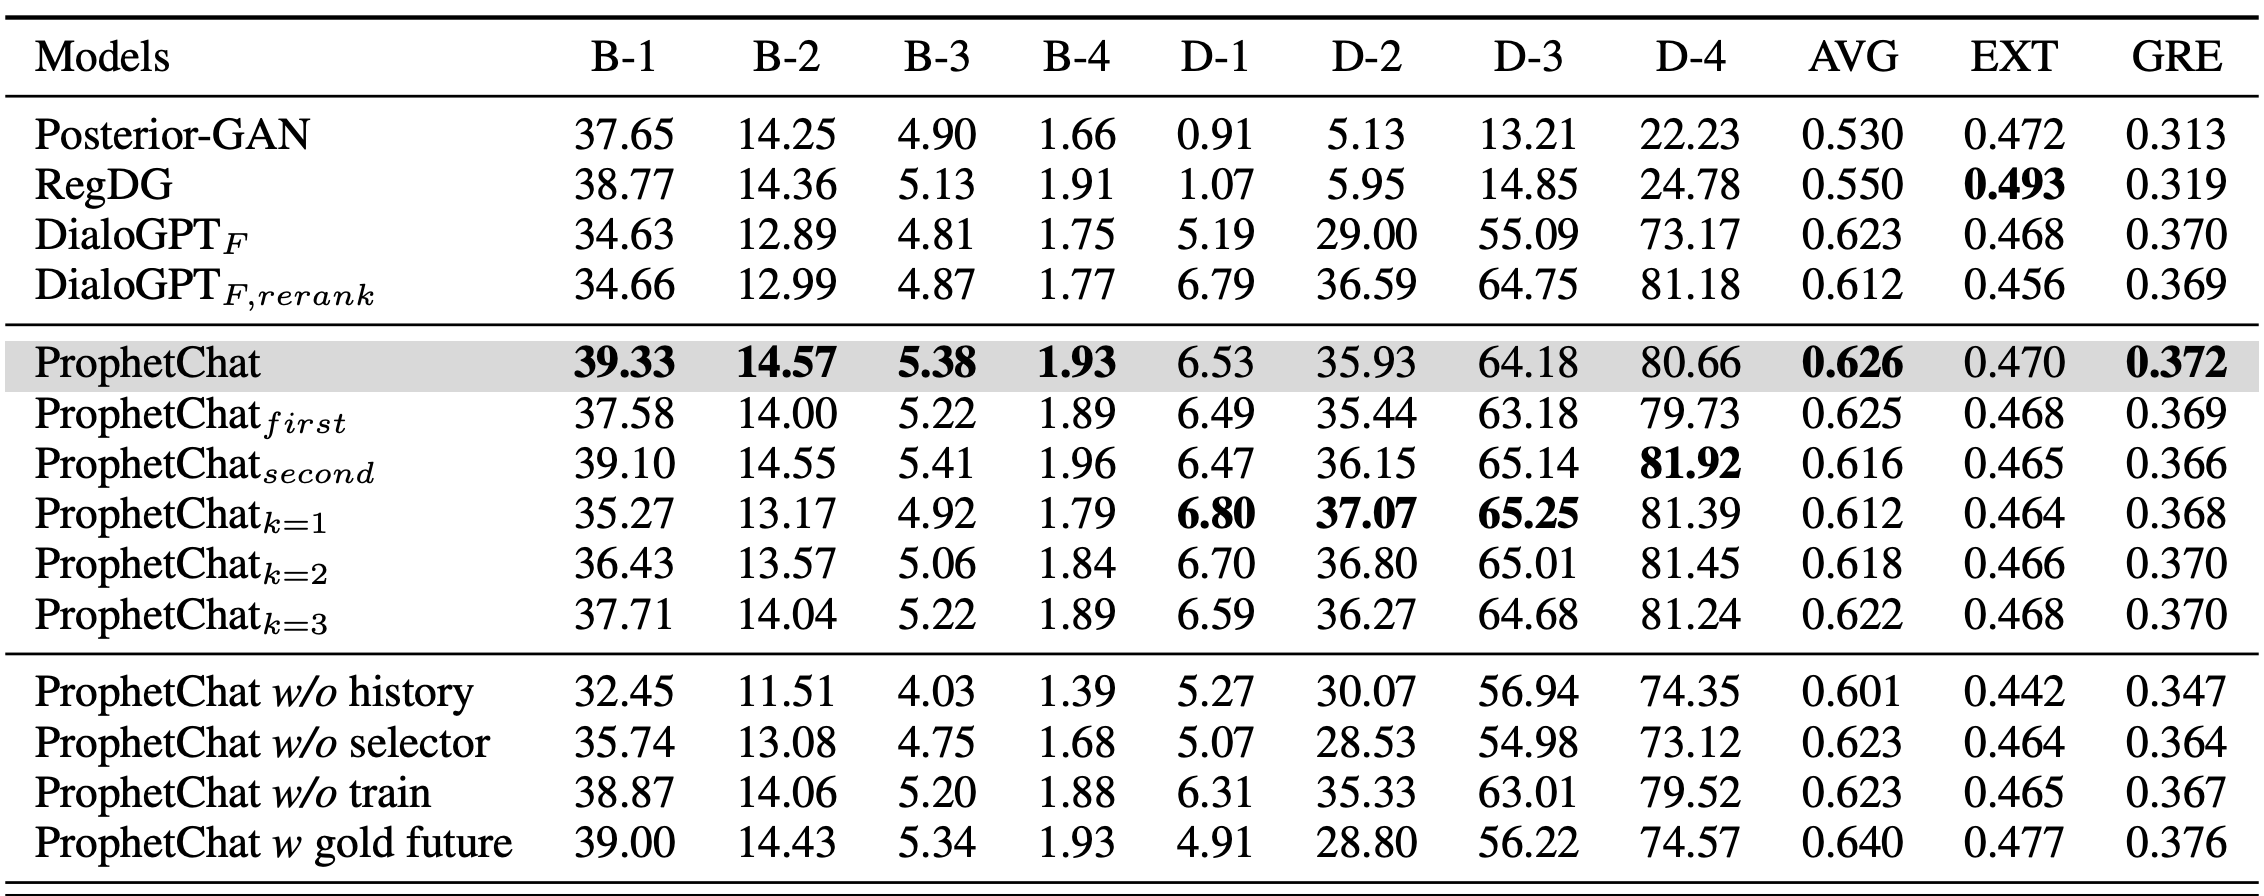 Models B-1 B-2 B-3 B-4 D-1 D-2 D-3 D-4 AVG EXT GRE
Posterior-GAN 37.65 14.25 4.90 1.66 0.91 5.13 13.21 22.23 0.530 0.472 0.313
RegDG 38.77 14.36 5.13 1.91 1.07 5.95 14.85 24.78 0.550 0.493 0.319
DialoGPT F 34.63 12.89 4.81 1.75 5.19 29.00 55.09 73.17 0.623 0.468 0.370
DialoGPT F,rerank 34.66 12.99 4.87 1.77 6.79 36.59 64.75 81.18 0.612 0.456 0.369
ProphetChat 39.33 14.57 5.38 1.93 6.53 35.93 64.18 80.66 0.626 0.470 0.372
ProphetChat first 37.58 14.00 5.22 1.89 6.49 35.44 63.18 79.73 0.625 0.468 0.369
ProphetChat second 39.10 14.55 5.41 1.96 6.47 36.15 65.14 81.92 0.616 0.465 0.366
ProphetChat k=1 35.27 13.17 4.92 1.79 6.80 37.07 65.25 81.39 0.612 0.464 0.368
ProphetChat k=2 36.43 13.57 5.06 1.84 6.70 36.80 65.01 81.45 0.618 0.466 0.370
ProphetChat k=3 37.71 14.04 5.22 1.89 6.59 36.27 64.68 81.24 0.622 0.468 0.370
ProphetChat w/o history 32.45 11.51 4.03 1.39 5.27 30.07 56.94 74.35 0.601 0.442 0.347
ProphetChat w/o selector 35.74 13.08 4.75 1.68 5.07 28.53 54.98 73.12 0.623 0.464 0.364
ProphetChat w/o train 38.87 14.06 5.20 1.88 6.31 35.33 63.01 79.52 0.623 0.465 0.367
ProphetChat w gold future 39.00 14.43 5.34 1.93 4.91 28.80 56.22 74.57 0.640 0.477 0.376